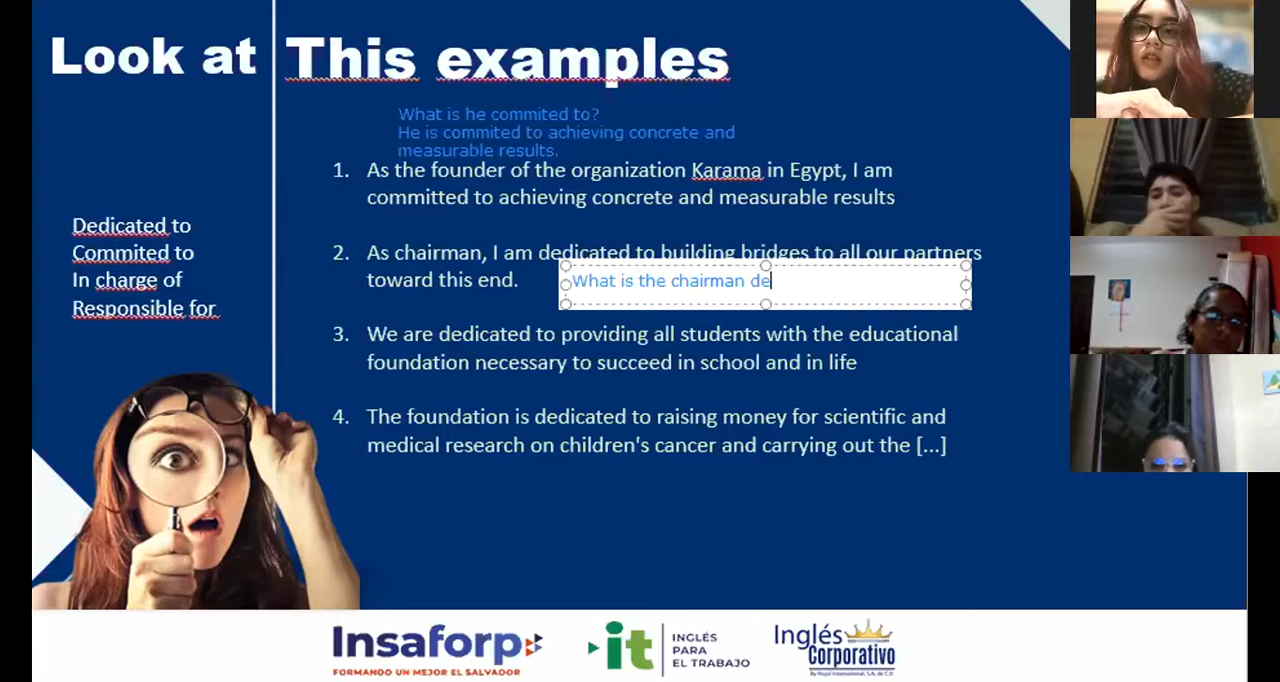 Look at This examples
What is he commited to?
He is commited to achieving concrete and
measurable results.
1. As the founder of the organization Karama in Egypt, I am
committed to achieving concrete and measurable results
Dedicated to
Commited to
In charge of
Responsible for
2. As chairman, I am dedicated to building bridges to all our partners
toward this end.
What is the chairman de
3. We are dedicated to providing all students with the educational
foundation necessary to succeed in school and in life
4. The foundation is dedicated to raising money for scientific and
medical research on children's cancer and carrying out the [...]
Insaforp
FORMANDO UN MEJOR EL SALVADOR
it
INGLÉS
PARA
EL TRABAJO
Inglés
Corporativo